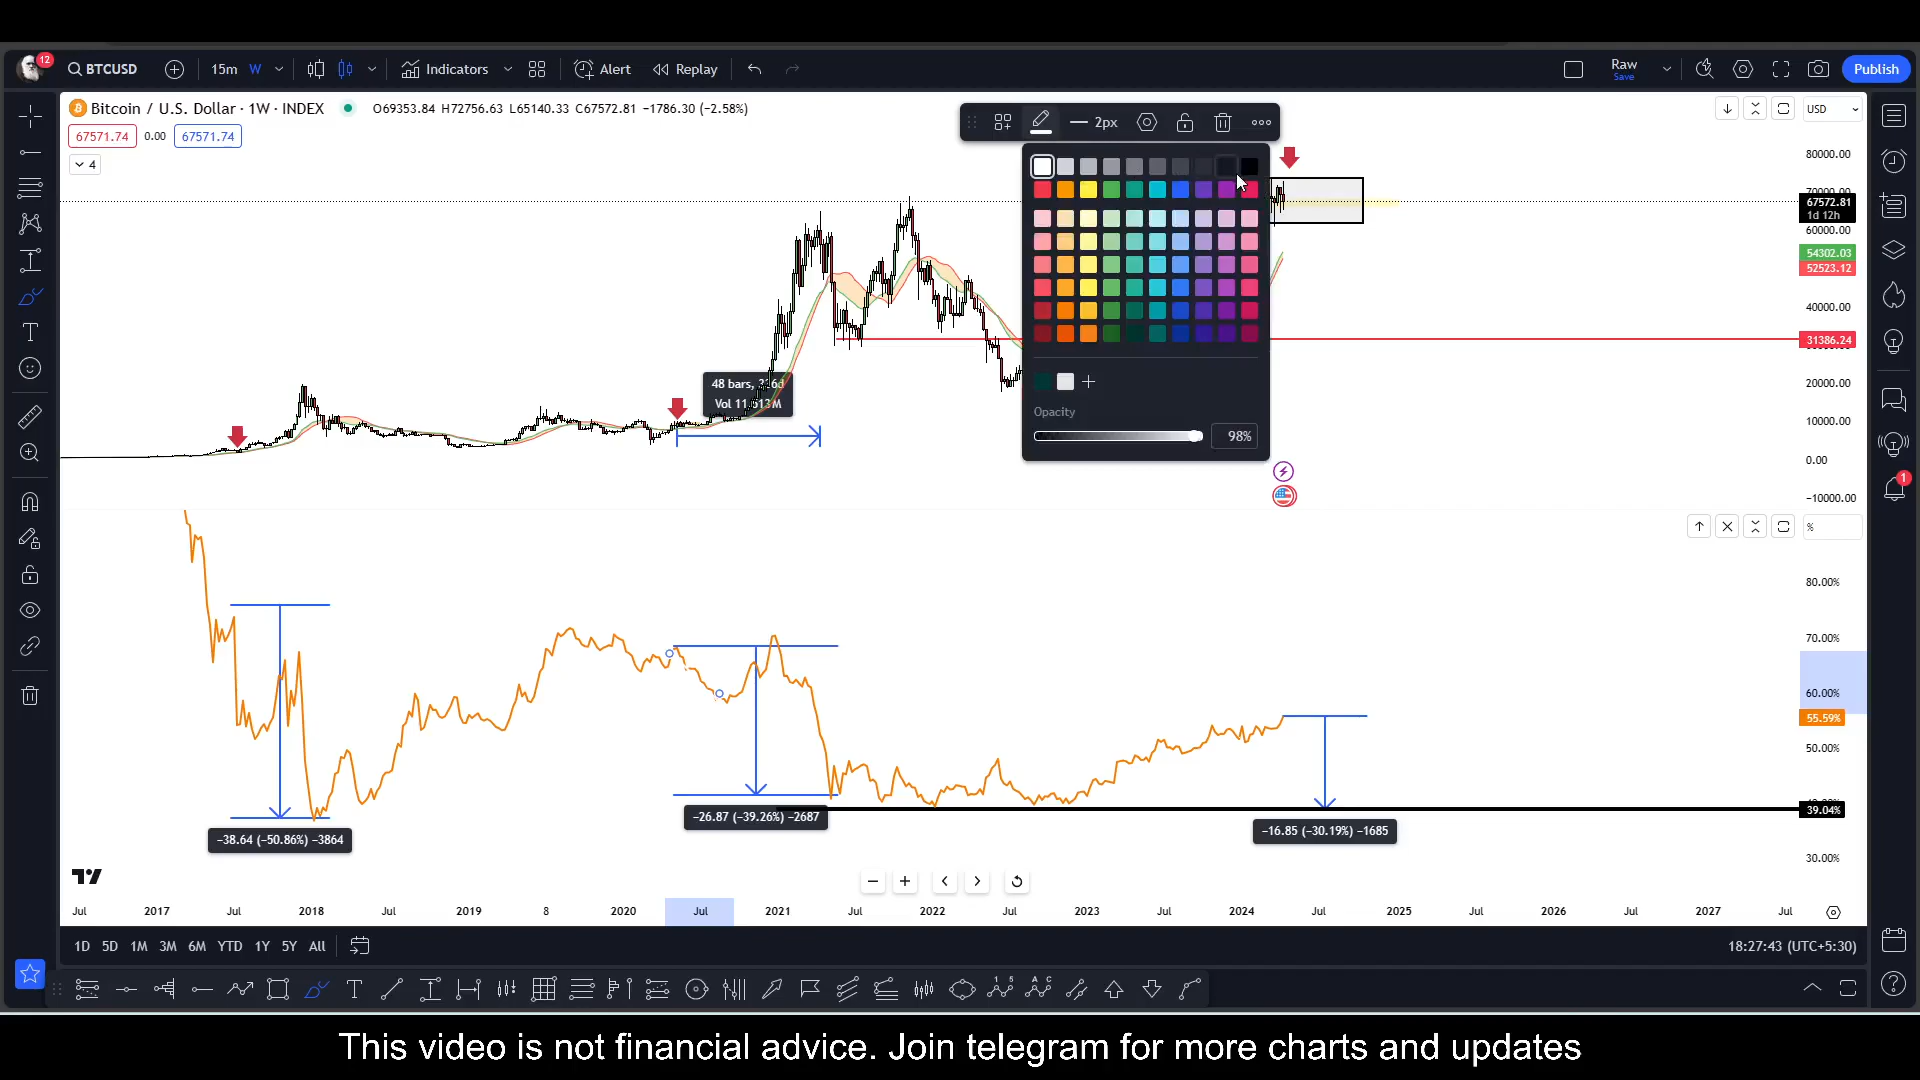 12
BTCUSD
15m
W
Indicators
Alert
Replay
Raw
Save
Publish
Bitcoin / U.S. Dollar · 1W · INDEX
O69353.84 H72756.63 L65140.33 C67572.81 −1786.30 (−2.58%)
2px
USD
67571.74
0.00
67571.74
4
80000.00
70000.00
67572.81
1d 12h
60000.00
54302.03
52523.12
40000.00
31386.24
20000.00
10000.00
0.00
−10000.00
48 bars,
Vol
Opacity
98%
1
%
80.00%
70.00%
60.00%
55.59%
50.00%
39.04%
30.00%
−38.64 (−50.86%) −3864
−26.87 (−39.26%) −2687
−16.85 (−30.19%) −1685
Jul
2017
Jul
2018
Jul
2019
8
2020
Jul
2021
Jul
2022
Jul
2023
Jul
2024
Jul
2025
Jul
2026
Jul
2027
Jul
1D
5D
1M
3M
6M
YTD
1Y
5Y
All
18:27:43 (UTC+5:30)
This video is not financial advice. Join telegram for more charts and updates